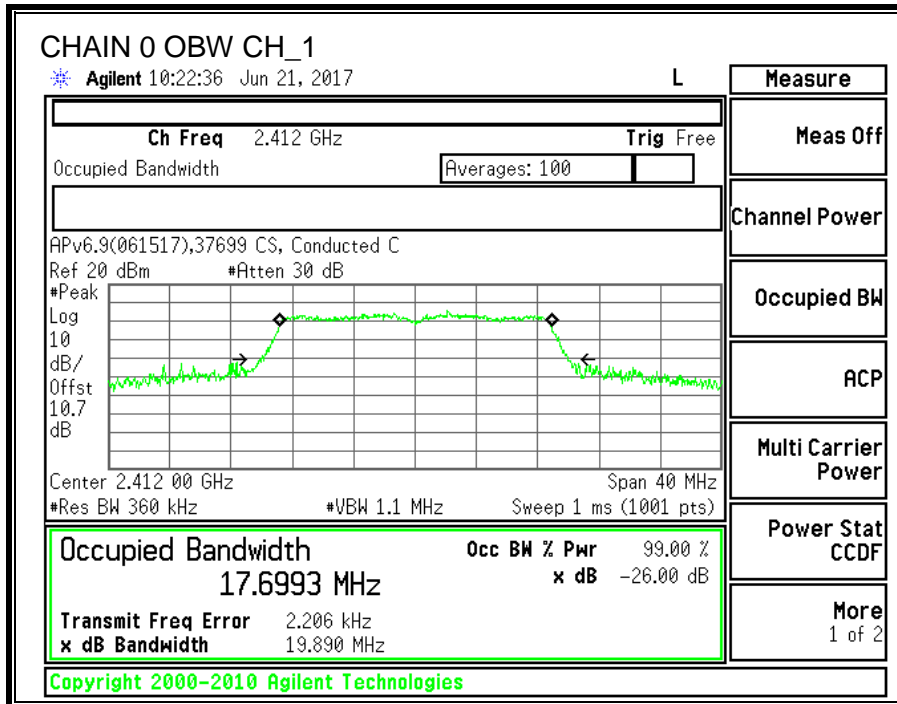 CHAIN 0 OBW CH_1
Agilent 10:22:36 Jun 21, 2017 L
Measure
Ch Freq 2.412 GHz Trig Free
Occupied Bandwidth Averages: 100
APv6.9(061517),37699 CS, Conducted C
Ref 20 dBm #Atten 30 dB
#Peak
Log
10
dB/
Offst
10.7
dB
Center 2.412 00 GHz Span 40 MHz
#Res BW 360 kHz #VBW 1.1 MHz Sweep 1 ms (1001 pts)
Occupied Bandwidth Occ BW % Pwr 99.00 %
17.6993 MHz x dB -26.00 dB
Transmit Freq Error 2.206 kHz
x dB Bandwidth 19.890 MHz
Copyright 2000-2010 Agilent Technologies
Meas Off
Channel Power
Occupied BW
ACP
Multi Carrier
Power
Power Stat
CCDF
More
1 of 2